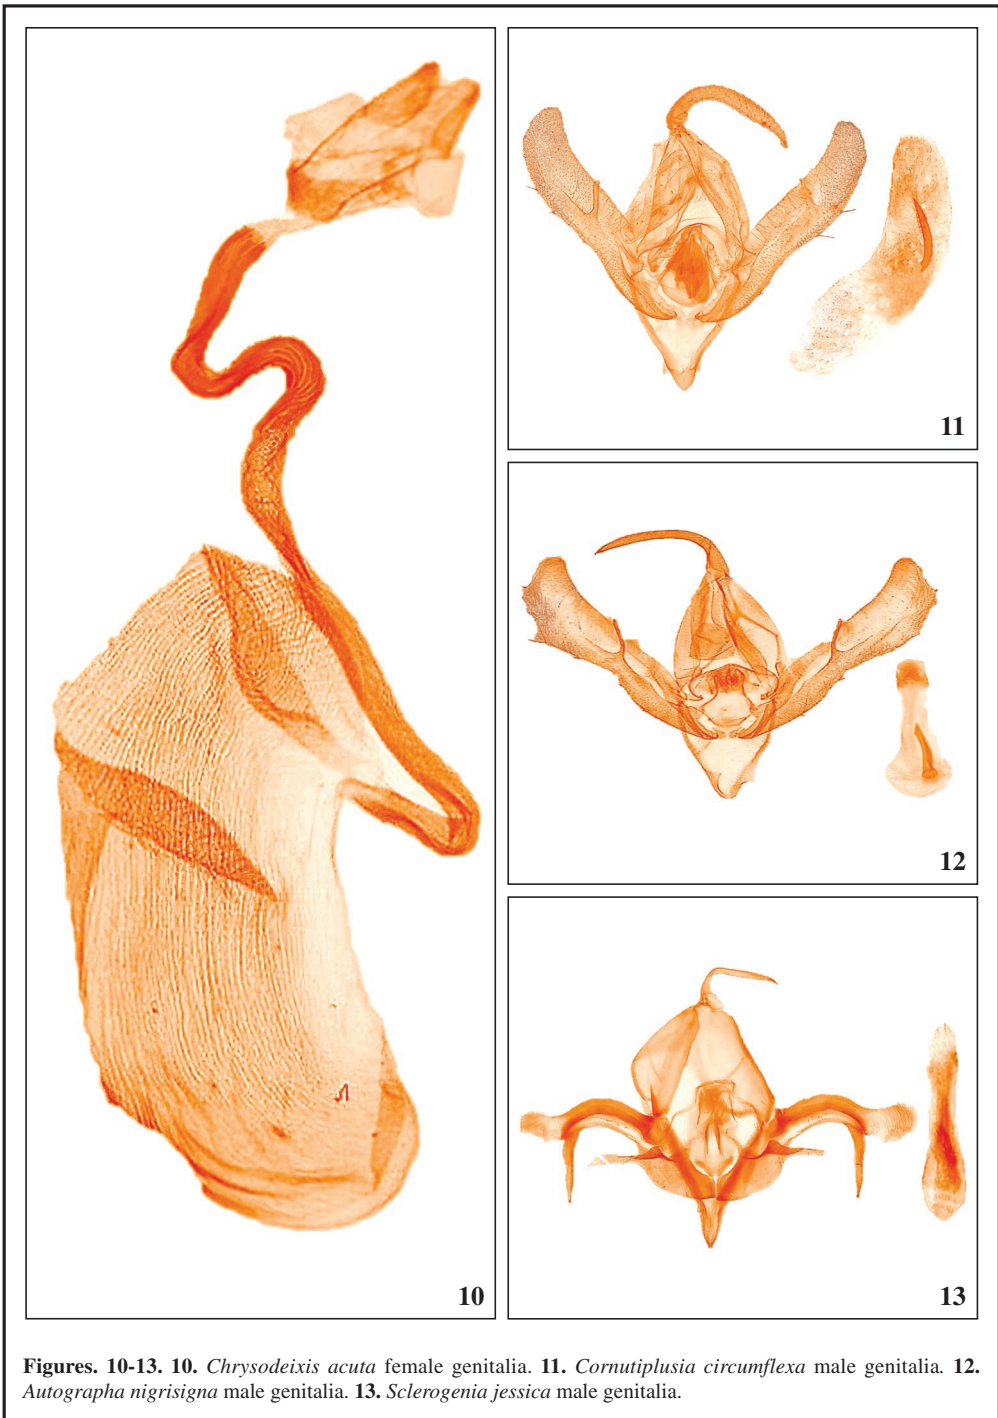 11
12
10
13
Figures. 10-13. 10. Chrysodeixis acuta female genitalia. 11. Cornutiplusia circumflexa male genitalia. 12.
Autographa nigrisigna male genitalia. 13. Sclerogenia jessica male genitalia.